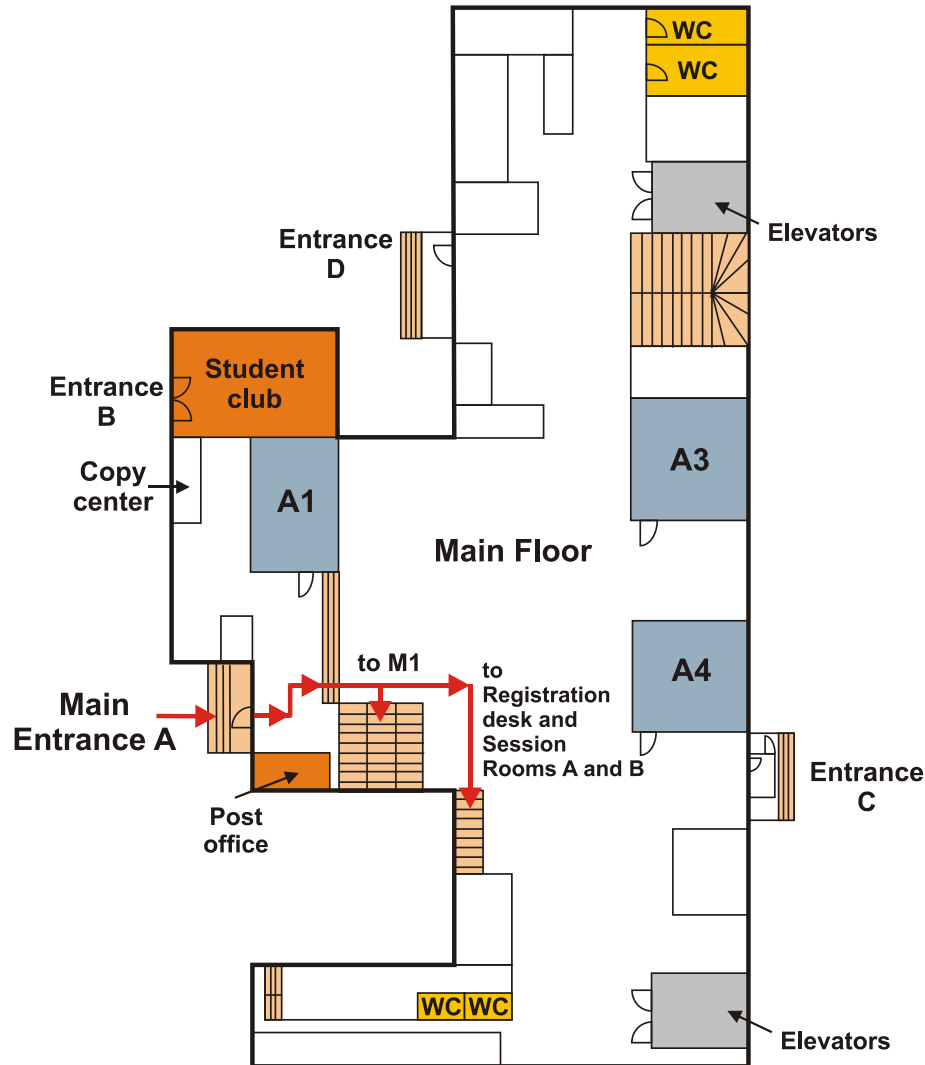 WC
WC
Elevators
Entrance
D
Student
club
Entrance
B
Copy
center
A1
A3
Main Floor
A4
to M1
to
Registration
desk and
Session
Rooms A and B
Main
Entrance A
Entrance
C
Post
office
WC WC
Elevators